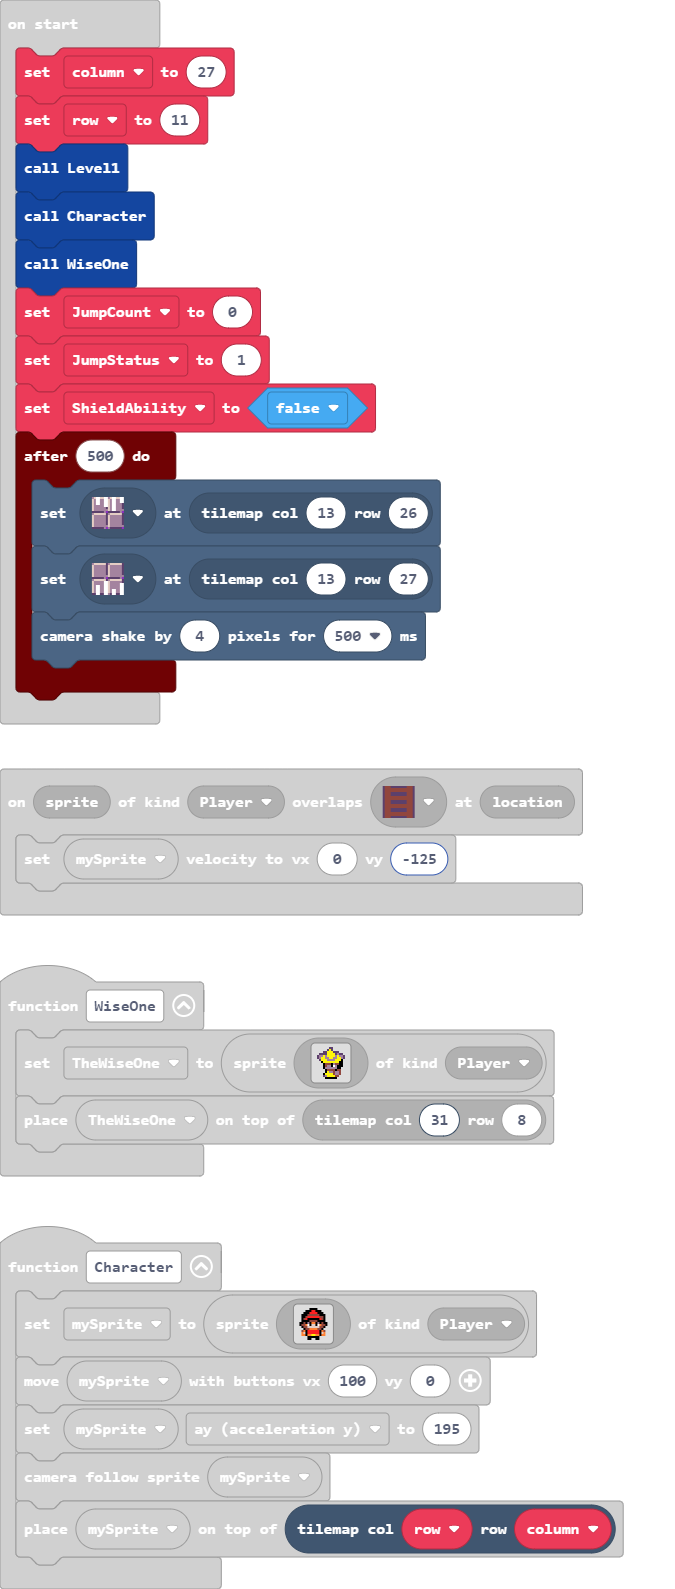 on start
set column to 27
set row to 11
call Level1
call Character
call WiseOne
set JumpCount to 0
set JumpStatus to 1
set ShieldAbility to false
after 500 do
set at tilemap col 13 row 26
set at tilemap col 13 row 27
camera shake by 4 pixels for 500 ms
on sprite of kind Player overlaps at location
set mySprite velocity to vx 0 vy -125
function WiseOne
set TheWiseOne to sprite of kind Player
place TheWiseOne on top of tilemap col 31 row 8
function Character
set mySprite to sprite of kind Player
move mySprite with buttons vx 100 vy 0
set mySprite ay (acceleration y) to 195
camera follow sprite mySprite
place mySprite on top of tilemap col row row column